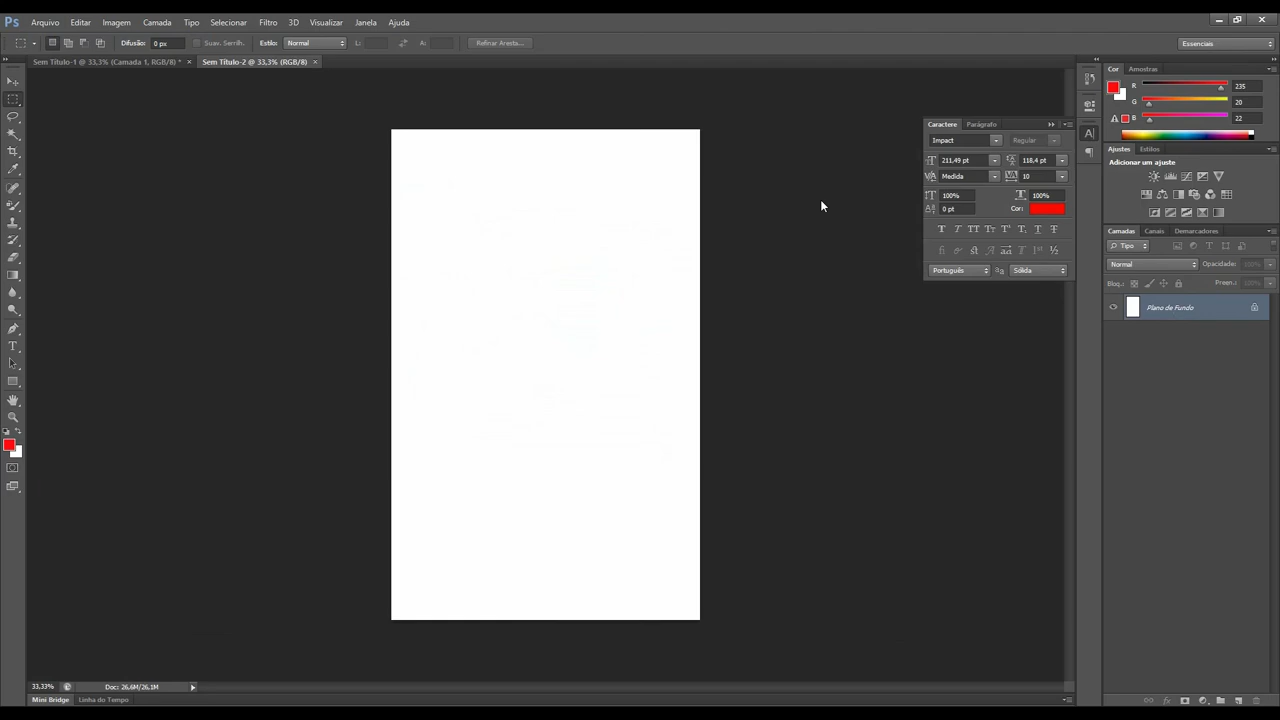 Ps Arquivo Editar Imagem Camada Tipo Selecionar Filtro 3D Visualizar Janela Ajuda
Difusão: 0 px Suav. Serrilh. Estilo: Normal L: A: Refinar Aresta... Essenciais
Sem Título-1 @ 33,3% (Camada 1, RGB/8) * × Sem Título-2 @ 33,3% (RGB/8) ×
Cor Amostras
R 235
G 20
B 22
Caractere Parágrafo
Impact Regular
211,49 pt 118,4 pt
Medida 10
100% 100%
0 pt Cor:
Português Sólida
Ajustes Estilos
Adicionar um ajuste
Camadas Canais Demarcadores
Tipo
Normal Opacidade: 100%
Bloq.: Preen.: 100%
Plano de Fundo
33,33% Doc: 26,6M/26,1M
Mini Bridge Linha do Tempo